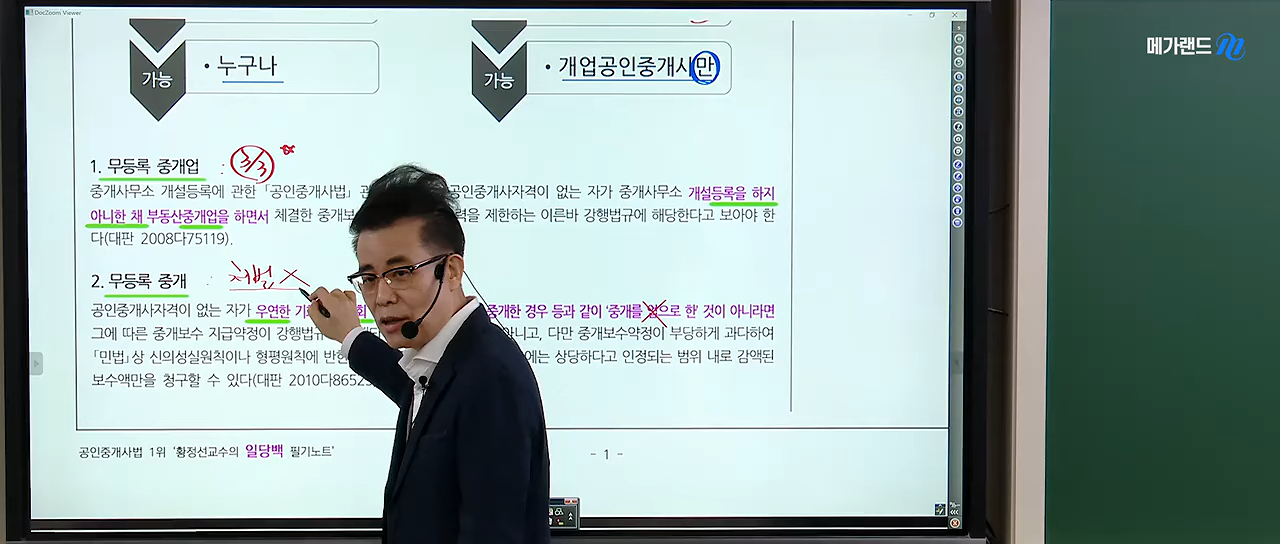 DocZoom Viewer
메가랜드
가능 • 누구나
가능 • 개업공인중개사만
1. 무등록 중개업 : 3/3
중개사무소 개설등록에 관한 「공인중개사법」 공인중개사자격이 없는 자가 중개사무소 개설등록을 하지
아니한 채 부동산중개업을 하면서 체결한 중개보 력을 제한하는 이른바 강행법규에 해당한다고 보아야 한
다(대판 2008다75119).
2. 무등록 중개 : 처벌 X
공인중개사자격이 없는 자가 우연한 기 회 중개한 경우 등과 같이 '중개를 업으로 한' 것이 아니라면
그에 따른 중개보수 지급약정이 강행법규 아니고, 다만 중개보수약정이 부당하게 과다하여
「민법」상 신의성실원칙이나 형평원칙에 반한 에는 상당하다고 인정되는 범위 내로 감액된
보수액만을 청구할 수 있다(대판 2010다8652
공인중개사법 1위 '황정선교수의 일당백 필기노트'
- 1 -